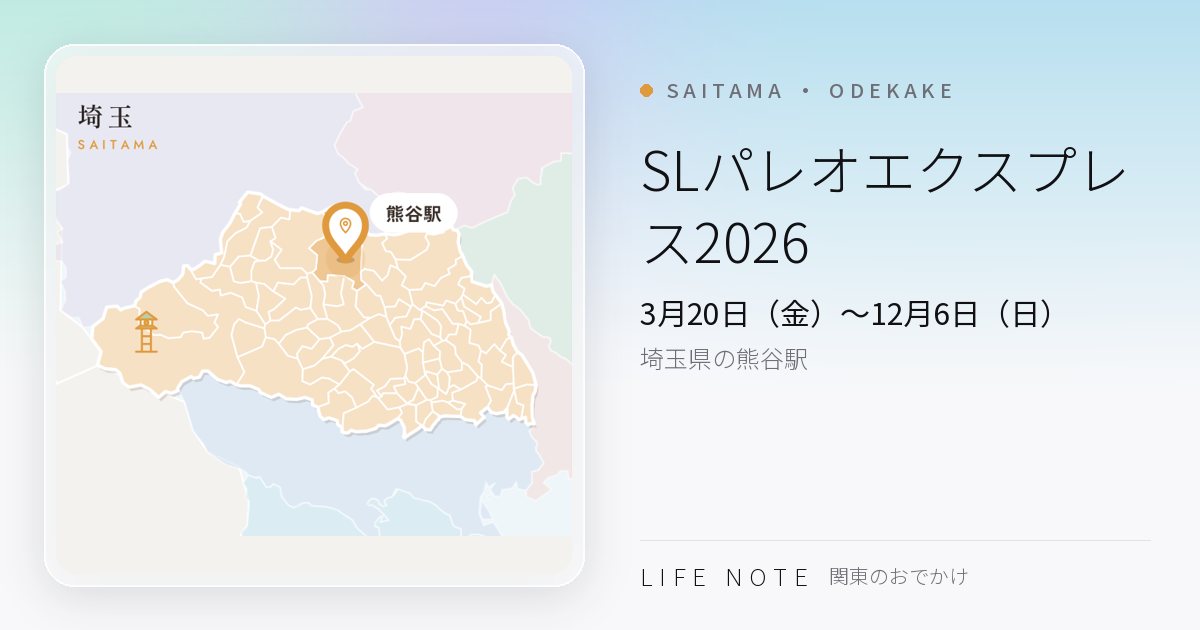 埼玉
SAITAMA
熊谷駅
SAITAMA • ODEKAKE
SLパレオエクスプレ
ス2026
3月20日（金）〜12月6日（日）
埼玉県の熊谷駅
LIFE NOTE 関東のおでかけ